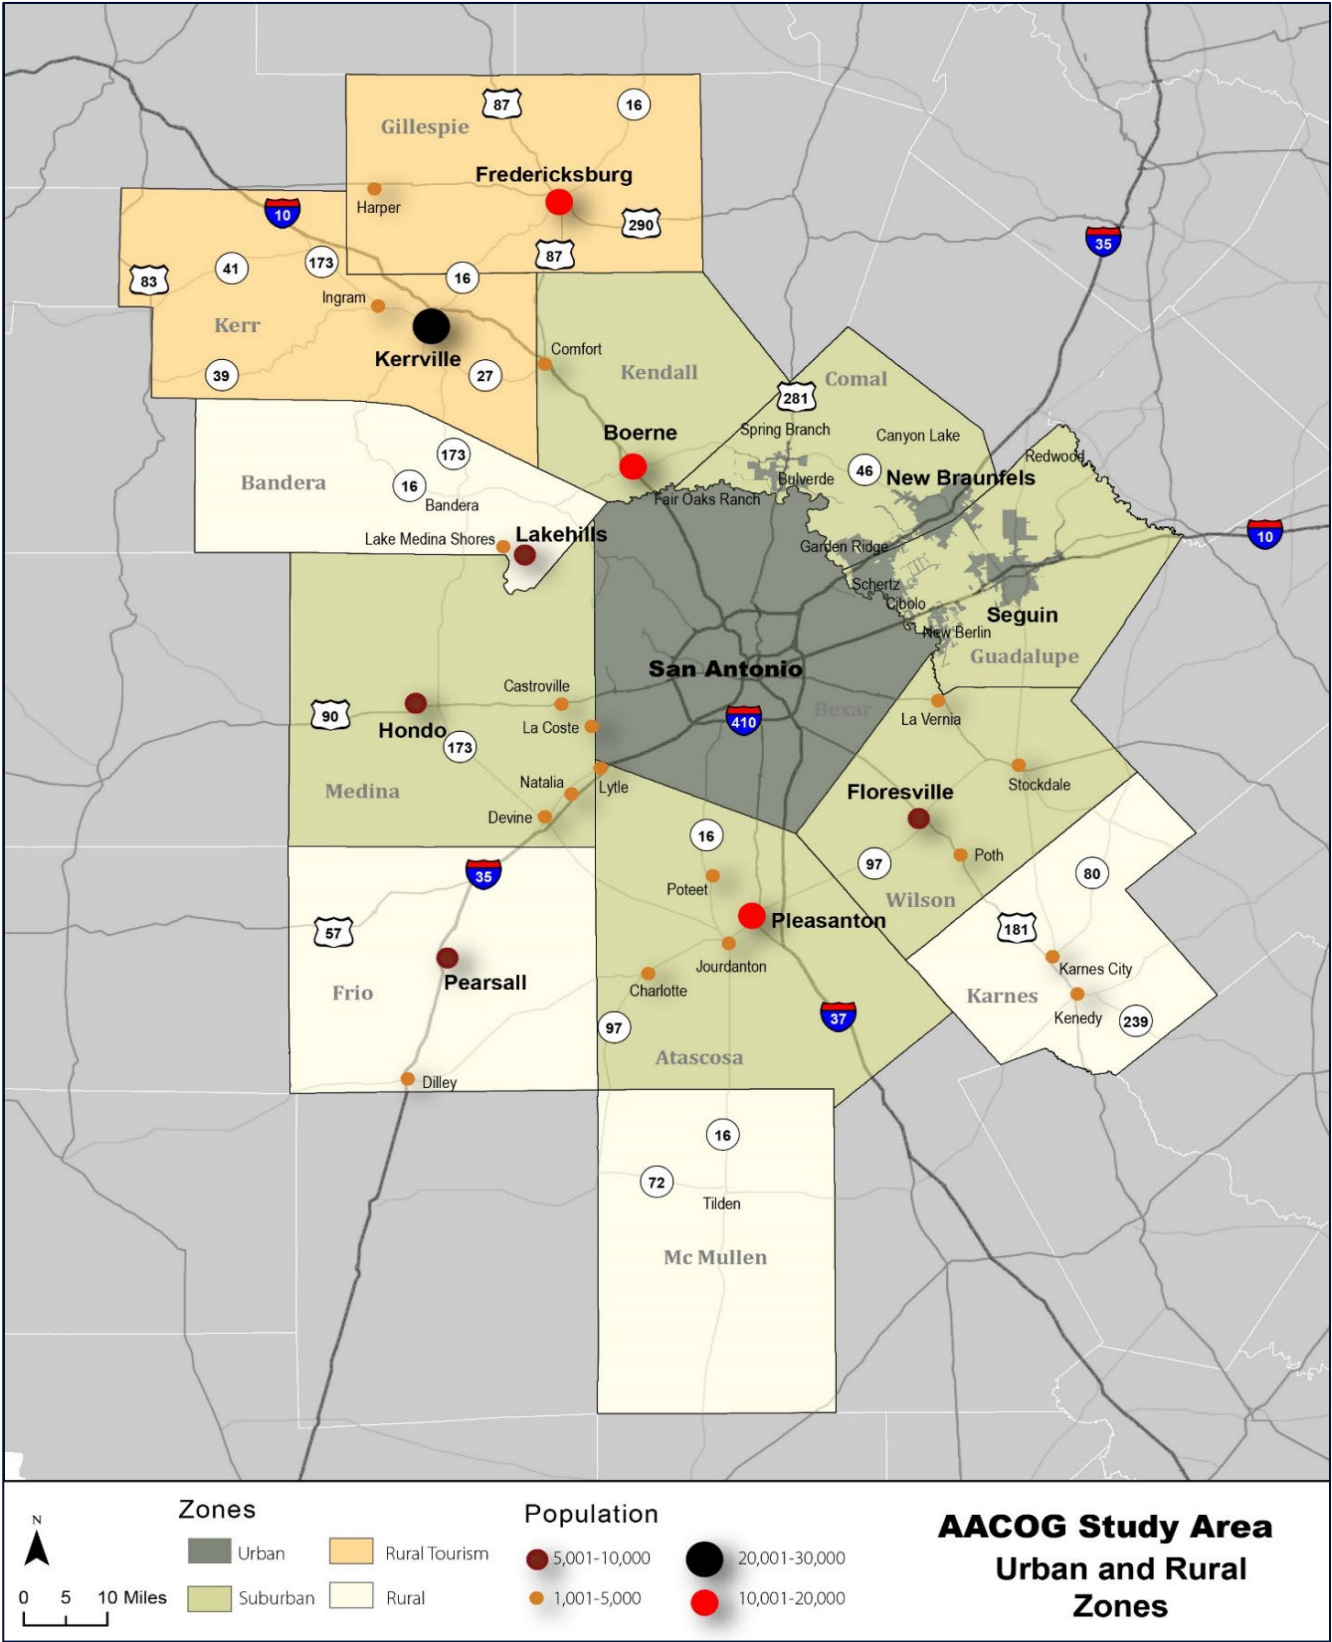 87
16
Gillespie
Fredericksburg
Harper
10
290
35
87
173
41
83
16
Ingram
Kerr
Comfort
Kerrville
Kendall
Comal
39
27
281
Spring Branch
Canyon Lake
Boerne
173
Redwood
46
New Braunfels
Bandera
16
Bulverde
Fair Oaks Ranch
Bandera
Lake Medina Shores
Lakehills
10
Garden Ridge
Schertz
Cibolo
Seguin
New Berlin
Guadalupe
San Antonio
Castroville
90
Bexar
410
La Vernia
La Coste
Hondo
173
Natalia
Lytle
Stockdale
Medina
Floresville
Devine
16
Poth
97
35
80
Poteet
Wilson
57
Pleasanton
181
Jourdanton
Karnes City
Pearsall
Charlotte
Frio
Karnes
37
Kenedy
239
97
Atascosa
Dilley
16
72
Tilden
Mc Mullen
Zones
Population
N
AACOG Study Area
Urban
Rural Tourism
5,001-10,000
20,001-30,000
Urban and Rural
0 5 10 Miles
Suburban
Rural
1,001-5,000
10,001-20,000
Zones